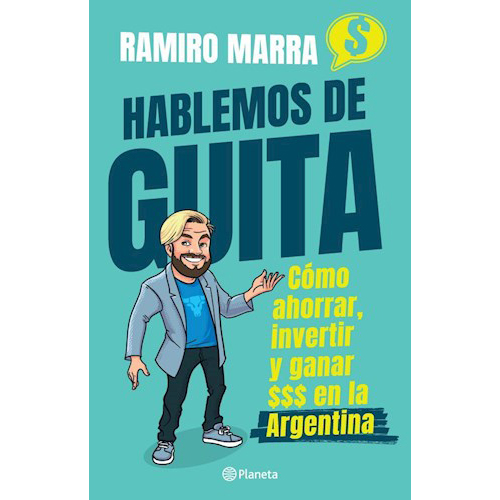 RAMIRO MARRA
$
HABLEMOS DE
GUITA
Cómo
ahorrar,
invertir
y ganar
$$$ en la
Argentina
Planeta